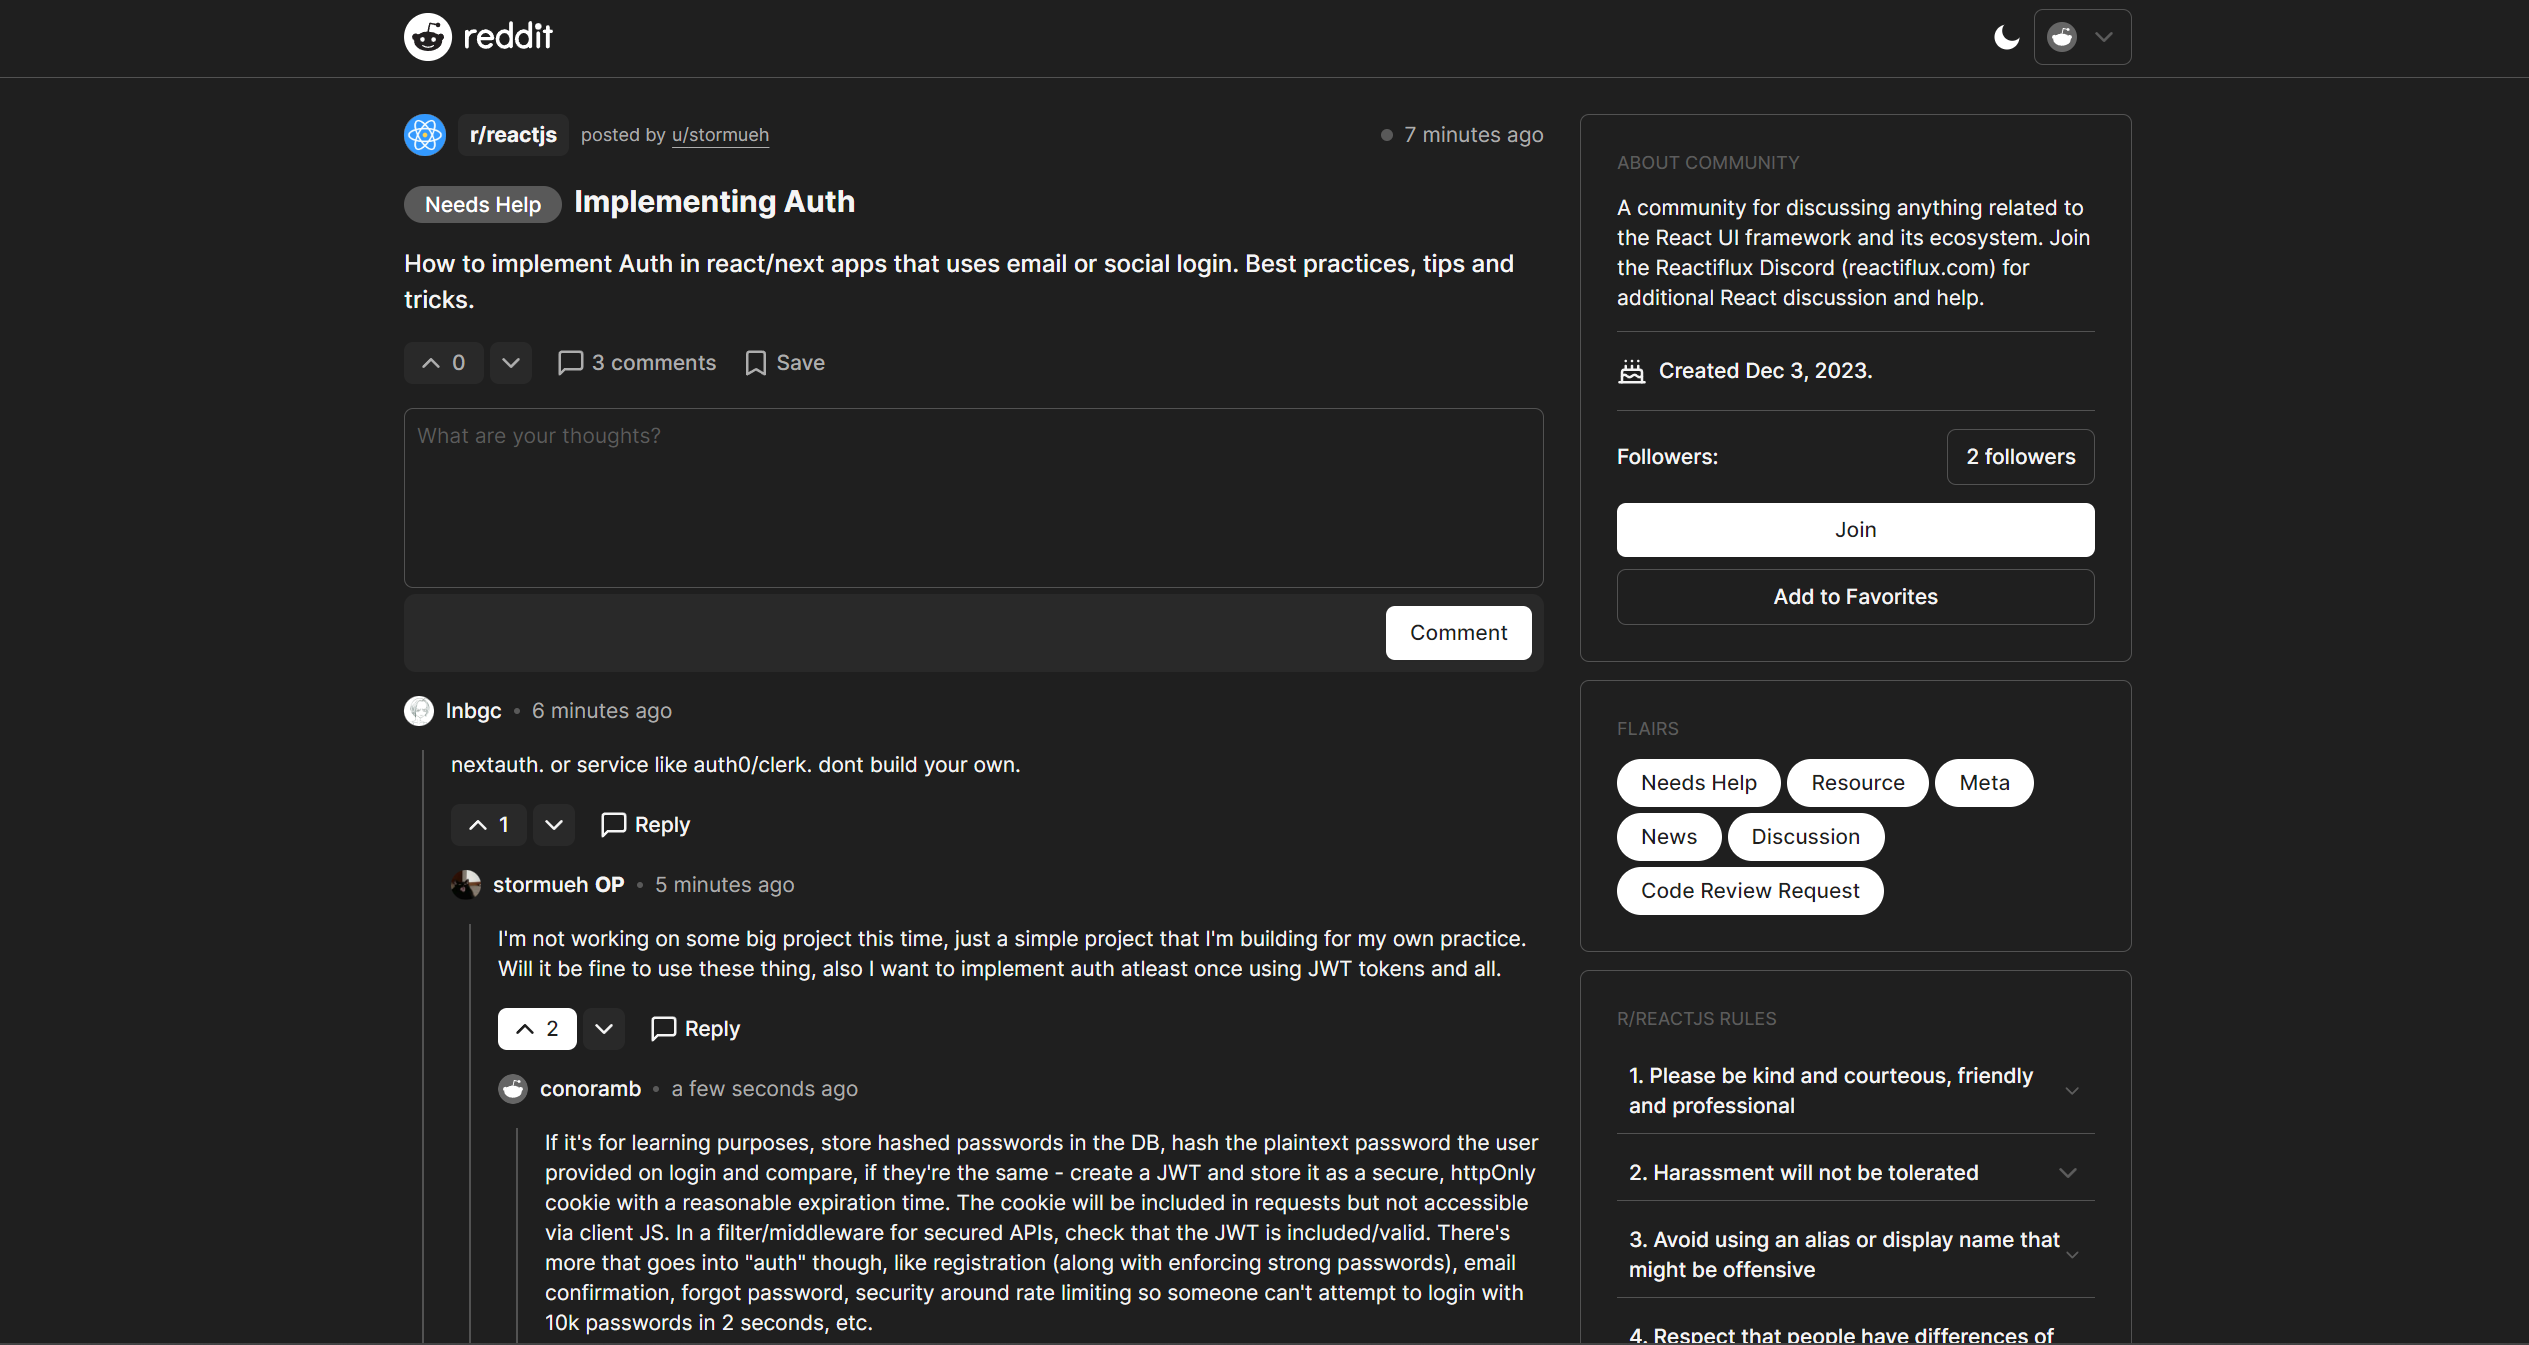 reddit
r/reactjs posted by u/stormueh
7 minutes ago
Needs Help Implementing Auth
How to implement Auth in react/next apps that uses email or social login. Best practices, tips and
tricks.
0 3 comments Save
What are your thoughts?
Comment
lnbgc • 6 minutes ago
nextauth. or service like auth0/clerk. dont build your own.
1 Reply
stormueh OP • 5 minutes ago
I'm not working on some big project this time, just a simple project that I'm building for my own practice.
Will it be fine to use these thing, also I want to implement auth atleast once using JWT tokens and all.
2 Reply
conoramb • a few seconds ago
If it's for learning purposes, store hashed passwords in the DB, hash the plaintext password the user
provided on login and compare, if they're the same - create a JWT and store it as a secure, httpOnly
cookie with a reasonable expiration time. The cookie will be included in requests but not accessible
via client JS. In a filter/middleware for secured APIs, check that the JWT is included/valid. There's
more that goes into "auth" though, like registration (along with enforcing strong passwords), email
confirmation, forgot password, security around rate limiting so someone can't attempt to login with
10k passwords in 2 seconds, etc.
ABOUT COMMUNITY
A community for discussing anything related to
the React UI framework and its ecosystem. Join
the Reactiflux Discord (reactiflux.com) for
additional React discussion and help.
Created Dec 3, 2023.
Followers: 2 followers
Join
Add to Favorites
FLAIRS
Needs Help Resource Meta
News Discussion
Code Review Request
R/REACTJS RULES
1. Please be kind and courteous, friendly
and professional
2. Harassment will not be tolerated
3. Avoid using an alias or display name that
might be offensive
4. Respect that people have differences of